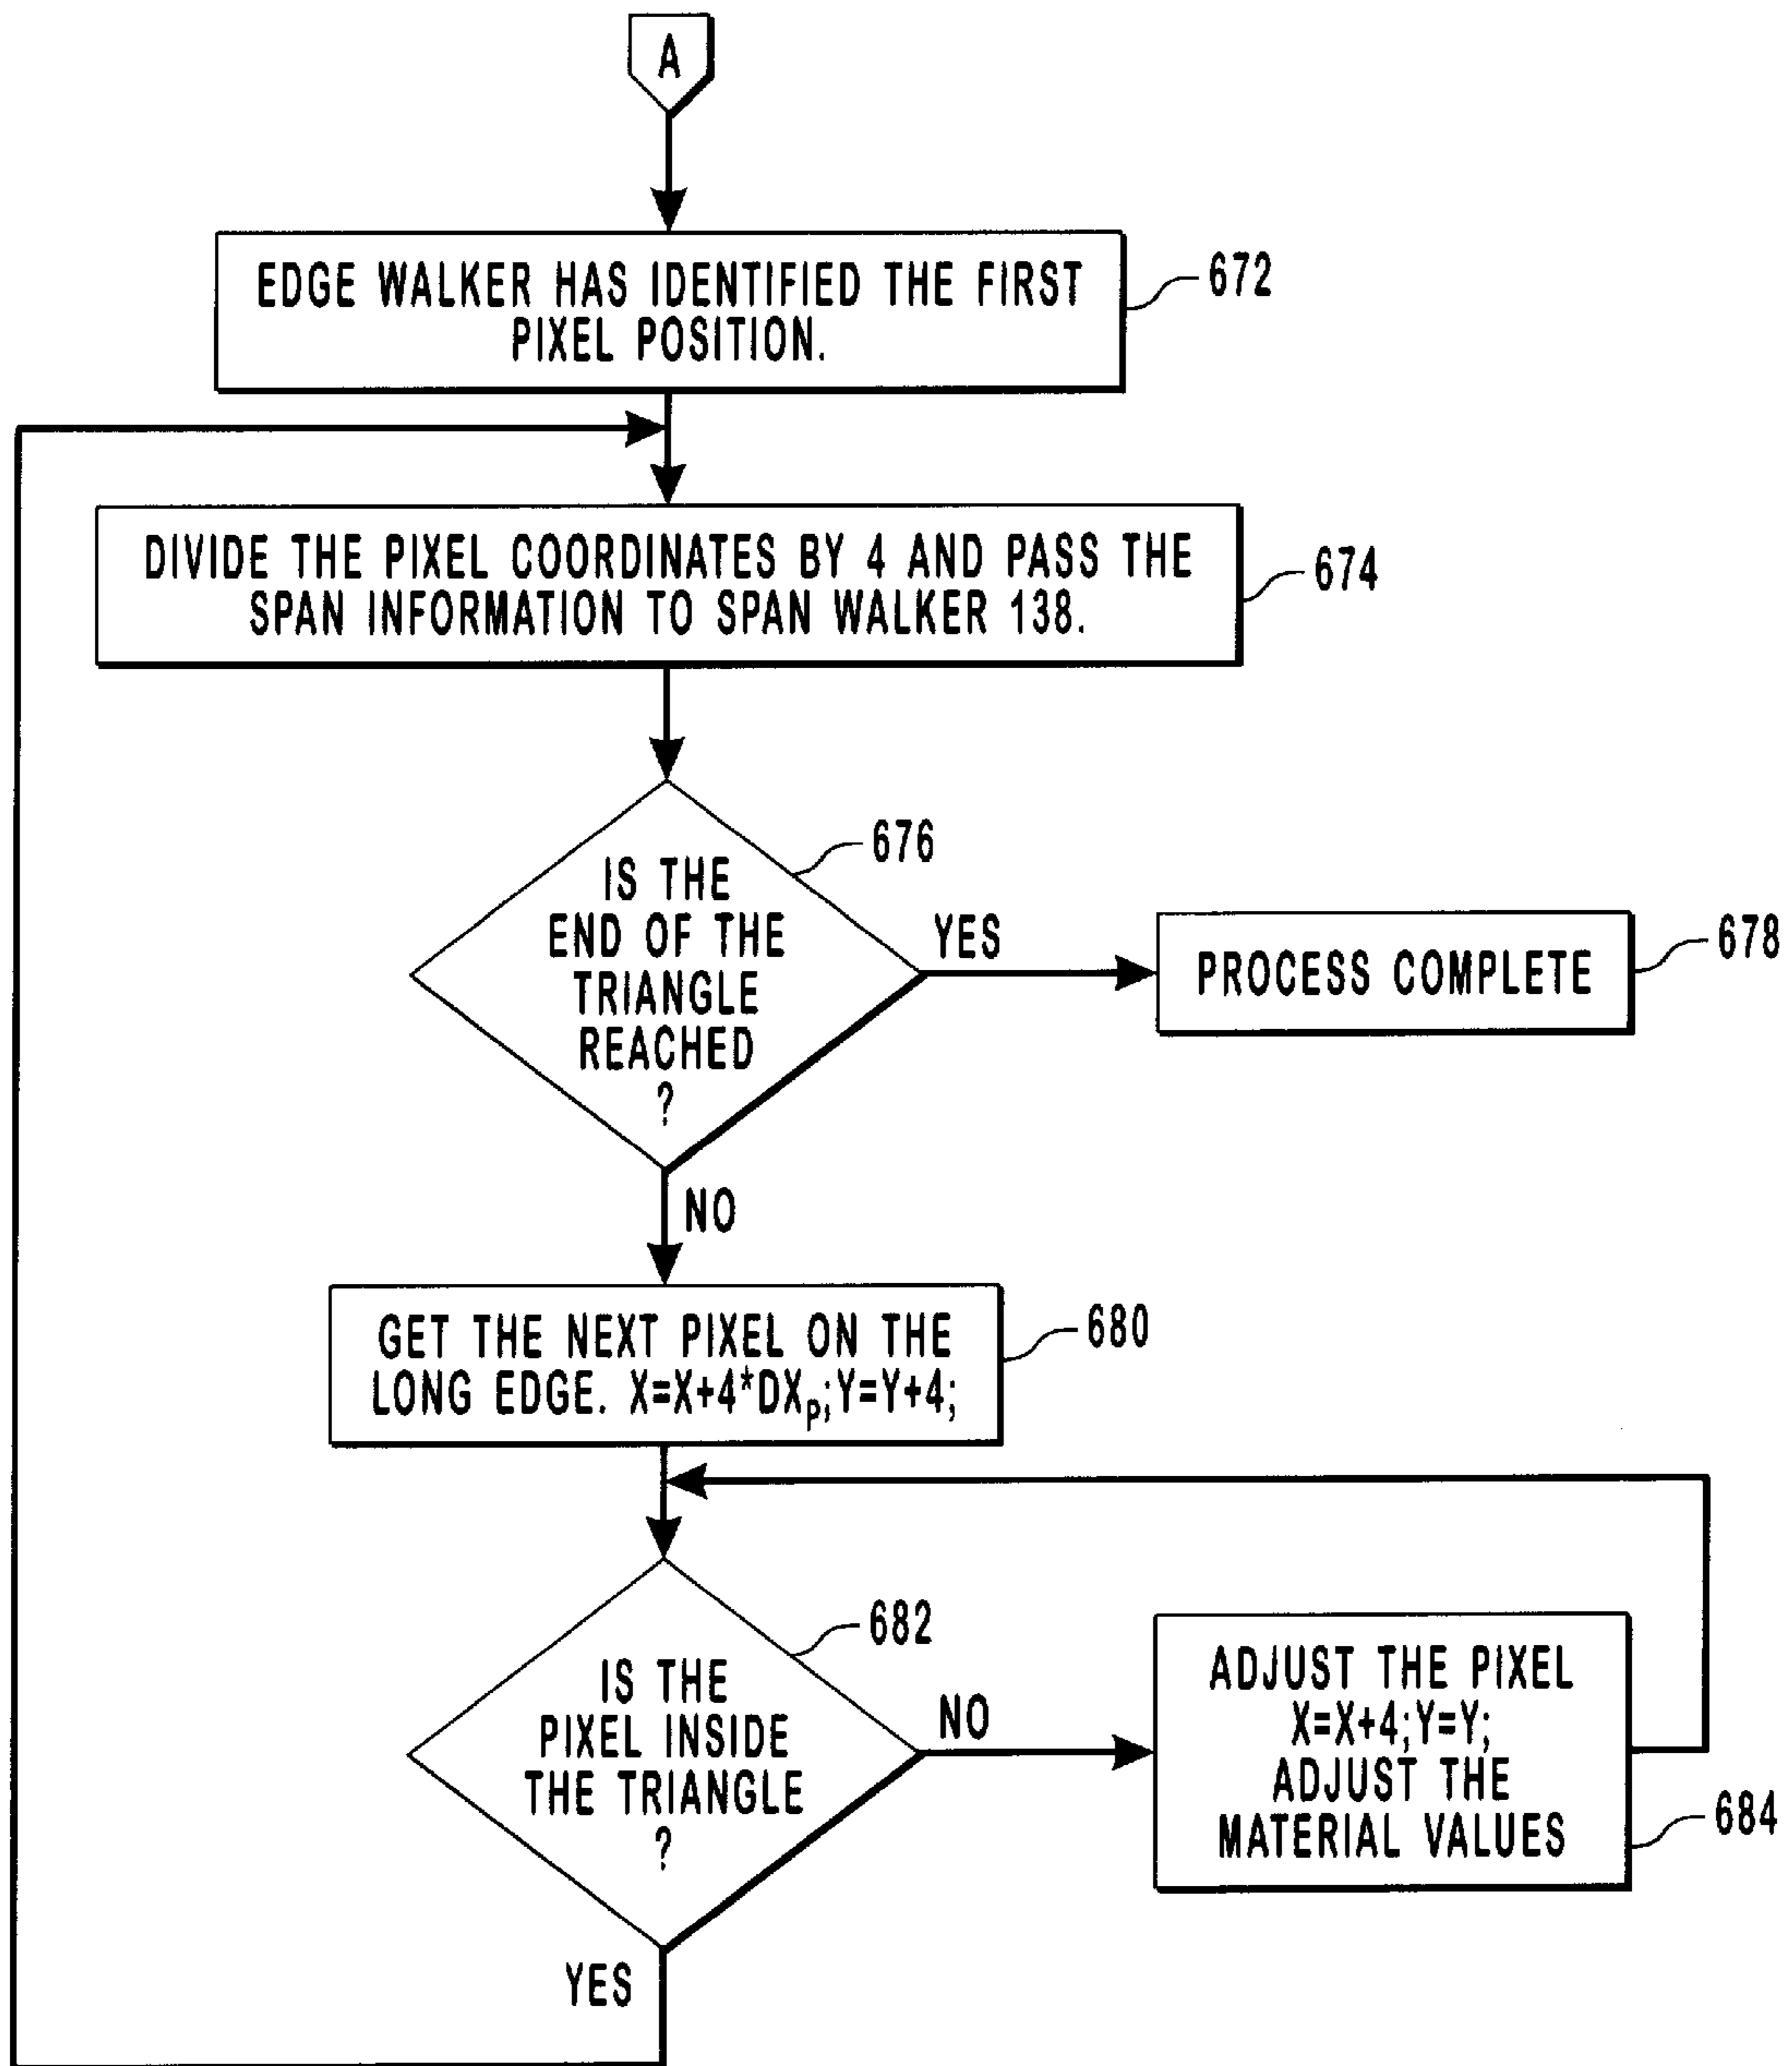 A
EDGE WALKER HAS IDENTIFIED THE FIRST
PIXEL POSITION.
672
DIVIDE THE PIXEL COORDINATES BY 4 AND PASS THE
SPAN INFORMATION TO SPAN WALKER 138.
674
IS THE
END OF THE
TRIANGLE
REACHED
?
676
YES
PROCESS COMPLETE
678
NO
GET THE NEXT PIXEL ON THE
LONG EDGE. X=X+4*DXₚ;Y=Y+4;
680
IS THE
PIXEL INSIDE
THE TRIANGLE
?
682
NO
ADJUST THE PIXEL
X=X+4;Y=Y;
ADJUST THE
MATERIAL VALUES
684
YES